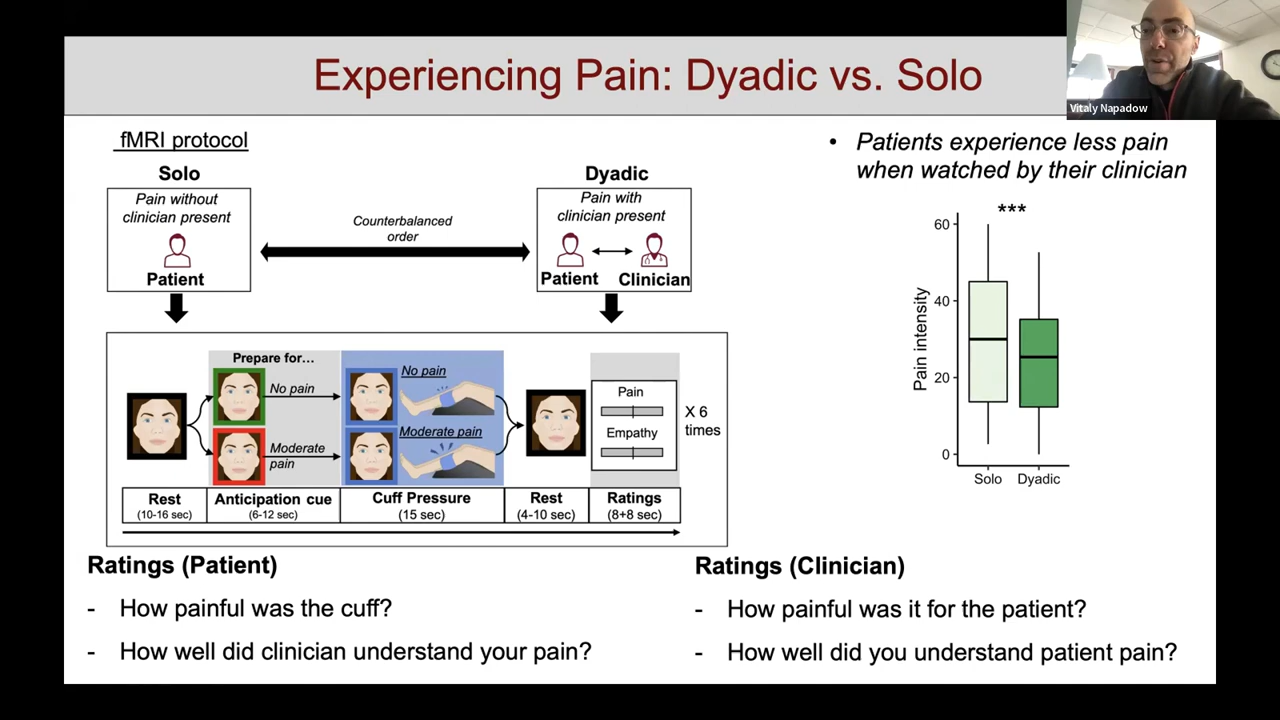 Experiencing Pain: Dyadic vs. Solo
Vitaly Napadow
fMRI protocol
Solo
Pain without
clinician present
Patient
Counterbalanced
order
Dyadic
Pain with
clinician present
Patient
Clinician
Prepare for...
No pain
Moderate
pain
No pain
Moderate pain
Pain
Empathy
X 6
times
Rest
(10-16 sec)
Anticipation cue
(6-12 sec)
Cuff Pressure
(15 sec)
Rest
(4-10 sec)
Ratings
(8+8 sec)
• Patients experience less pain
when watched by their clinician
***
Pain intensity
60
40
20
0
Solo
Dyadic
Ratings (Patient)
- How painful was the cuff?
- How well did clinician understand your pain?
Ratings (Clinician)
- How painful was it for the patient?
- How well did you understand patient pain?